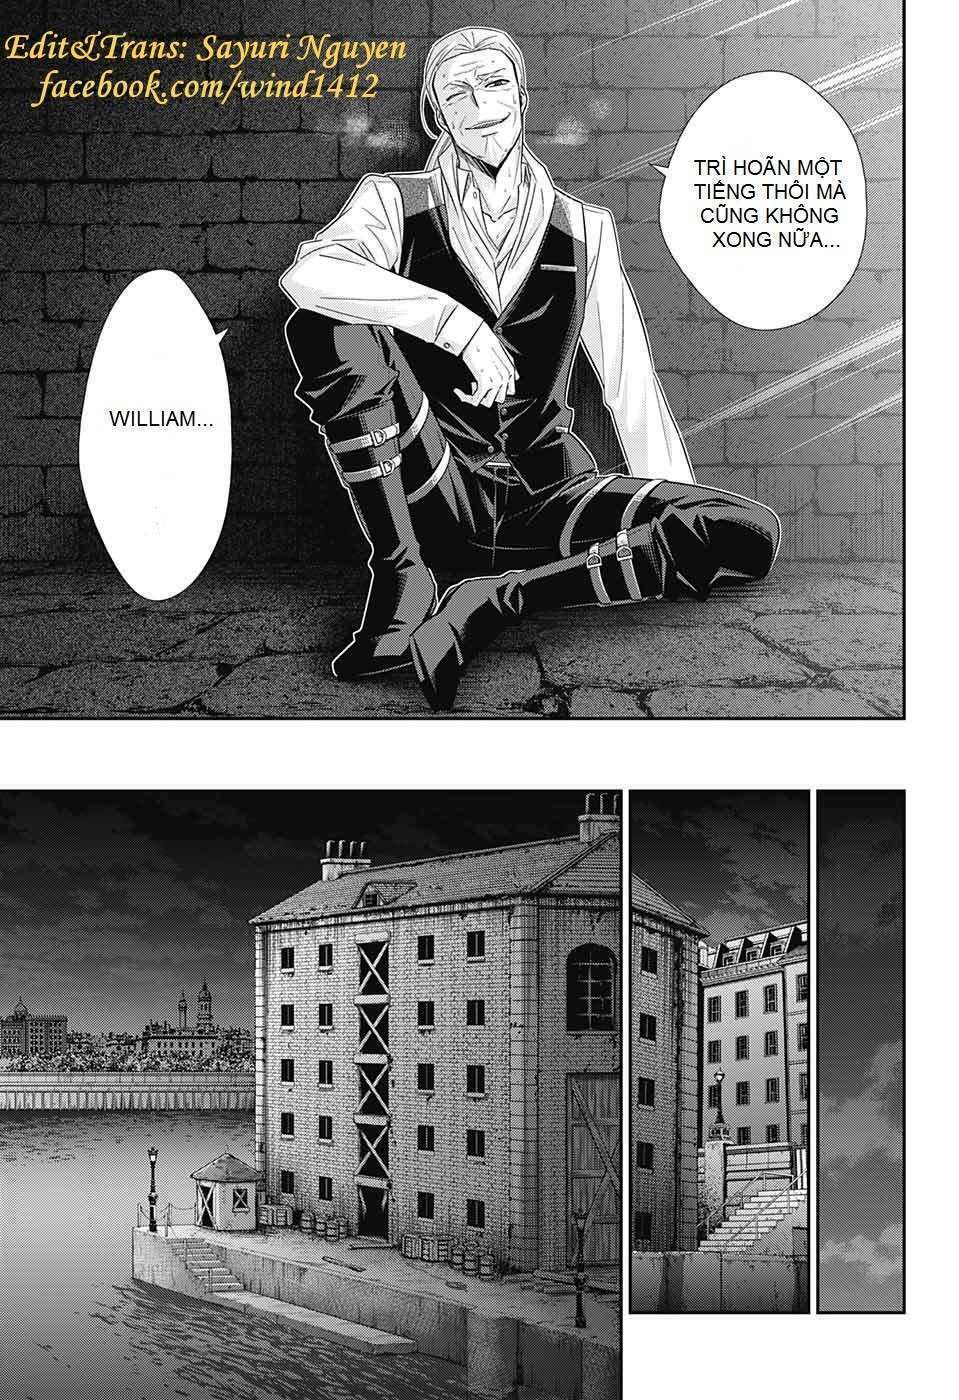 Edit&Trans: Sayuri Nguyen
facebook.com/wind1412
TRÌ HOÃN MỘT
TIẾNG THÔI MÀ
CŨNG KHÔNG
XONG NỮA...
WILLIAM...